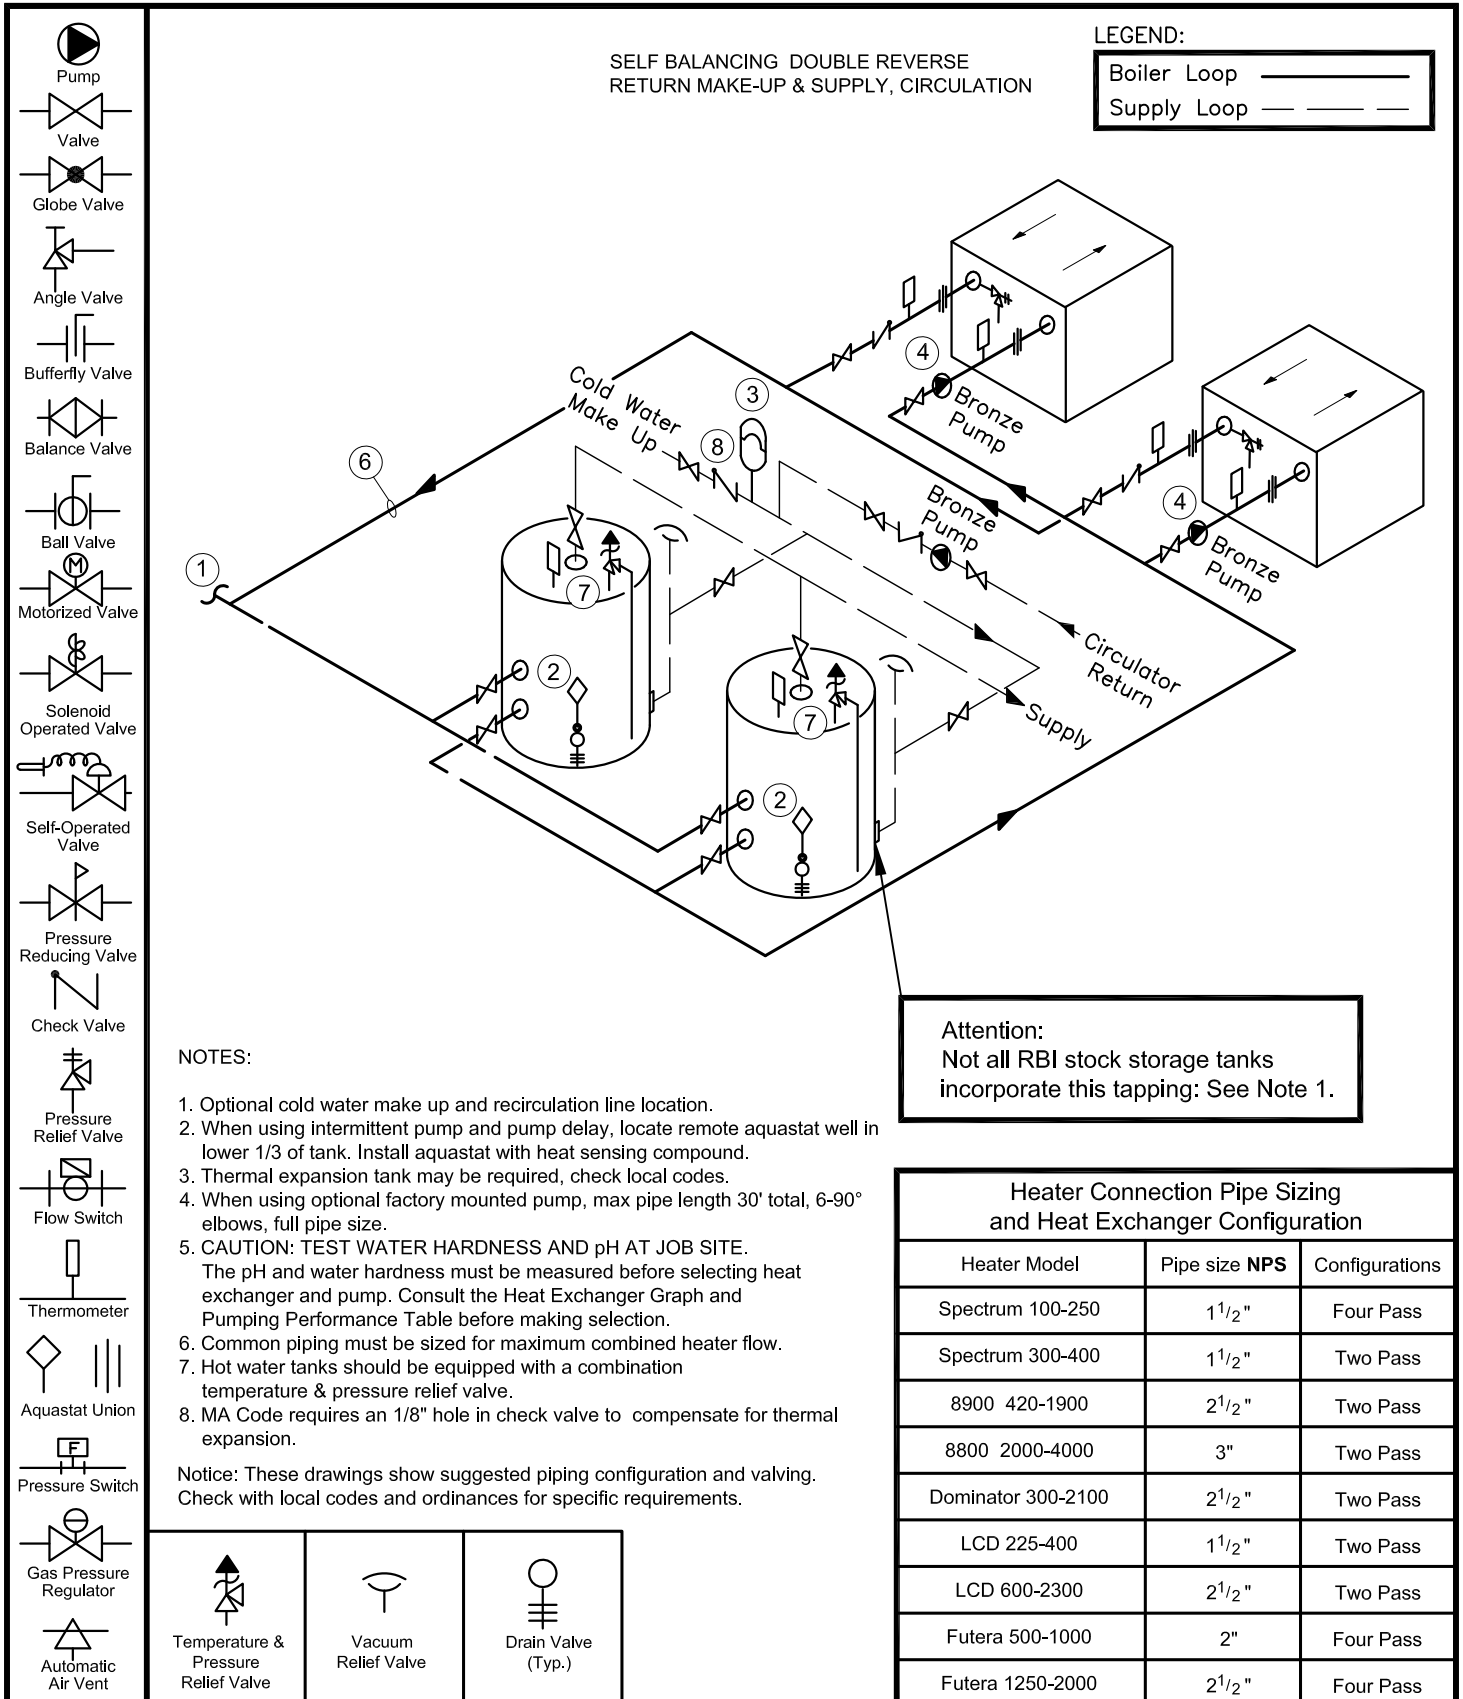 Pump
Valve
Globe Valve
Angle Valve
Bufferfly Valve
Balance Valve
Ball Valve
M
Motorized Valve
Solenoid
Operated Valve
Self-Operated
Valve
Pressure
Reducing Valve
Check Valve
Pressure
Relief Valve
Flow Switch
Thermometer
Aquastat Union
F
Pressure Switch
Gas Pressure
Regulator
Automatic
Air Vent
SELF BALANCING DOUBLE REVERSE
RETURN MAKE-UP & SUPPLY, CIRCULATION
LEGEND:
Boiler Loop
Supply Loop
4
Bronze
Pump
Cold Water
Make Up
3
8
6
4
Bronze
Pump
Bronze
Pump
1
7
2
Circulator
Return
Supply
7
2
Attention:
Not all RBI stock storage tanks
incorporate this tapping: See Note 1.
NOTES:
1. Optional cold water make up and recirculation line location.
2. When using intermittent pump and pump delay, locate remote aquastat well in
lower 1/3 of tank. Install aquastat with heat sensing compound.
3. Thermal expansion tank may be required, check local codes.
4. When using optional factory mounted pump, max pipe length 30' total, 6-90°
elbows, full pipe size.
5. CAUTION: TEST WATER HARDNESS AND pH AT JOB SITE.
The pH and water hardness must be measured before selecting heat
exchanger and pump. Consult the Heat Exchanger Graph and
Pumping Performance Table before making selection.
6. Common piping must be sized for maximum combined heater flow.
7. Hot water tanks should be equipped with a combination
temperature & pressure relief valve.
8. MA Code requires an 1/8" hole in check valve to compensate for thermal
expansion.
Notice: These drawings show suggested piping configuration and valving.
Check with local codes and ordinances for specific requirements.
Temperature &
Pressure
Relief Valve
Vacuum
Relief Valve
Drain Valve
(Typ.)
Heater Connection Pipe Sizing
and Heat Exchanger Configuration
Heater Model Pipe size NPS Configurations
Spectrum 100-250 1 1/2" Four Pass
Spectrum 300-400 1 1/2" Two Pass
8900 420-1900 2 1/2" Two Pass
8800 2000-4000 3" Two Pass
Dominator 300-2100 2 1/2" Two Pass
LCD 225-400 1 1/2" Two Pass
LCD 600-2300 2 1/2" Two Pass
Futera 500-1000 2" Four Pass
Futera 1250-2000 2 1/2" Four Pass